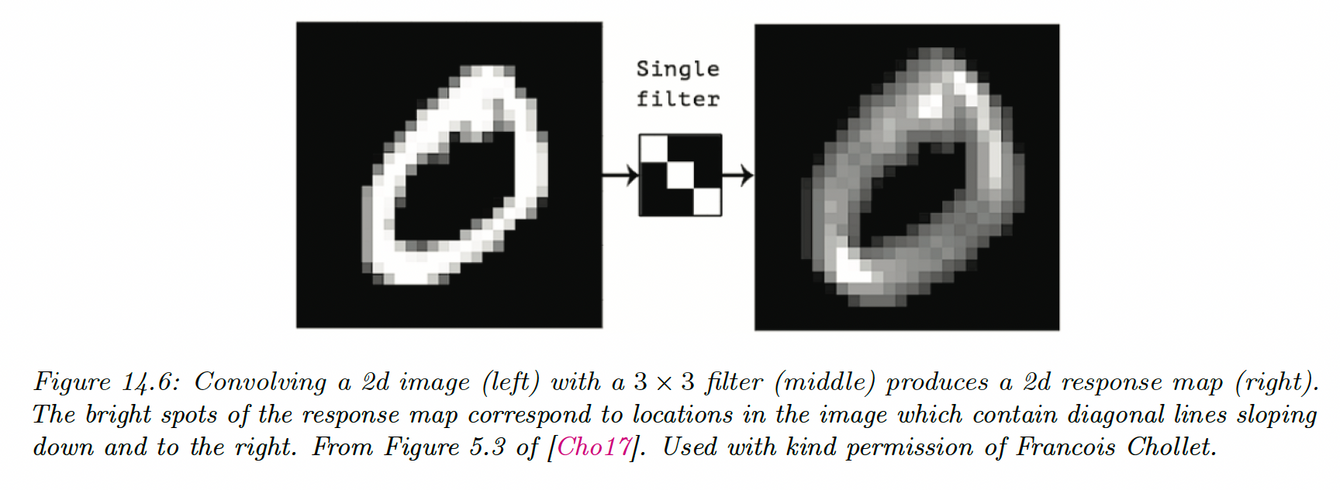 Single
filter
Figure 14.6: Convolving a 2d image (left) with a 3 × 3 filter (middle) produces a 2d response map (right).
The bright spots of the response map correspond to locations in the image which contain diagonal lines sloping
down and to the right. From Figure 5.3 of [Cho17]. Used with kind permission of Francois Chollet.